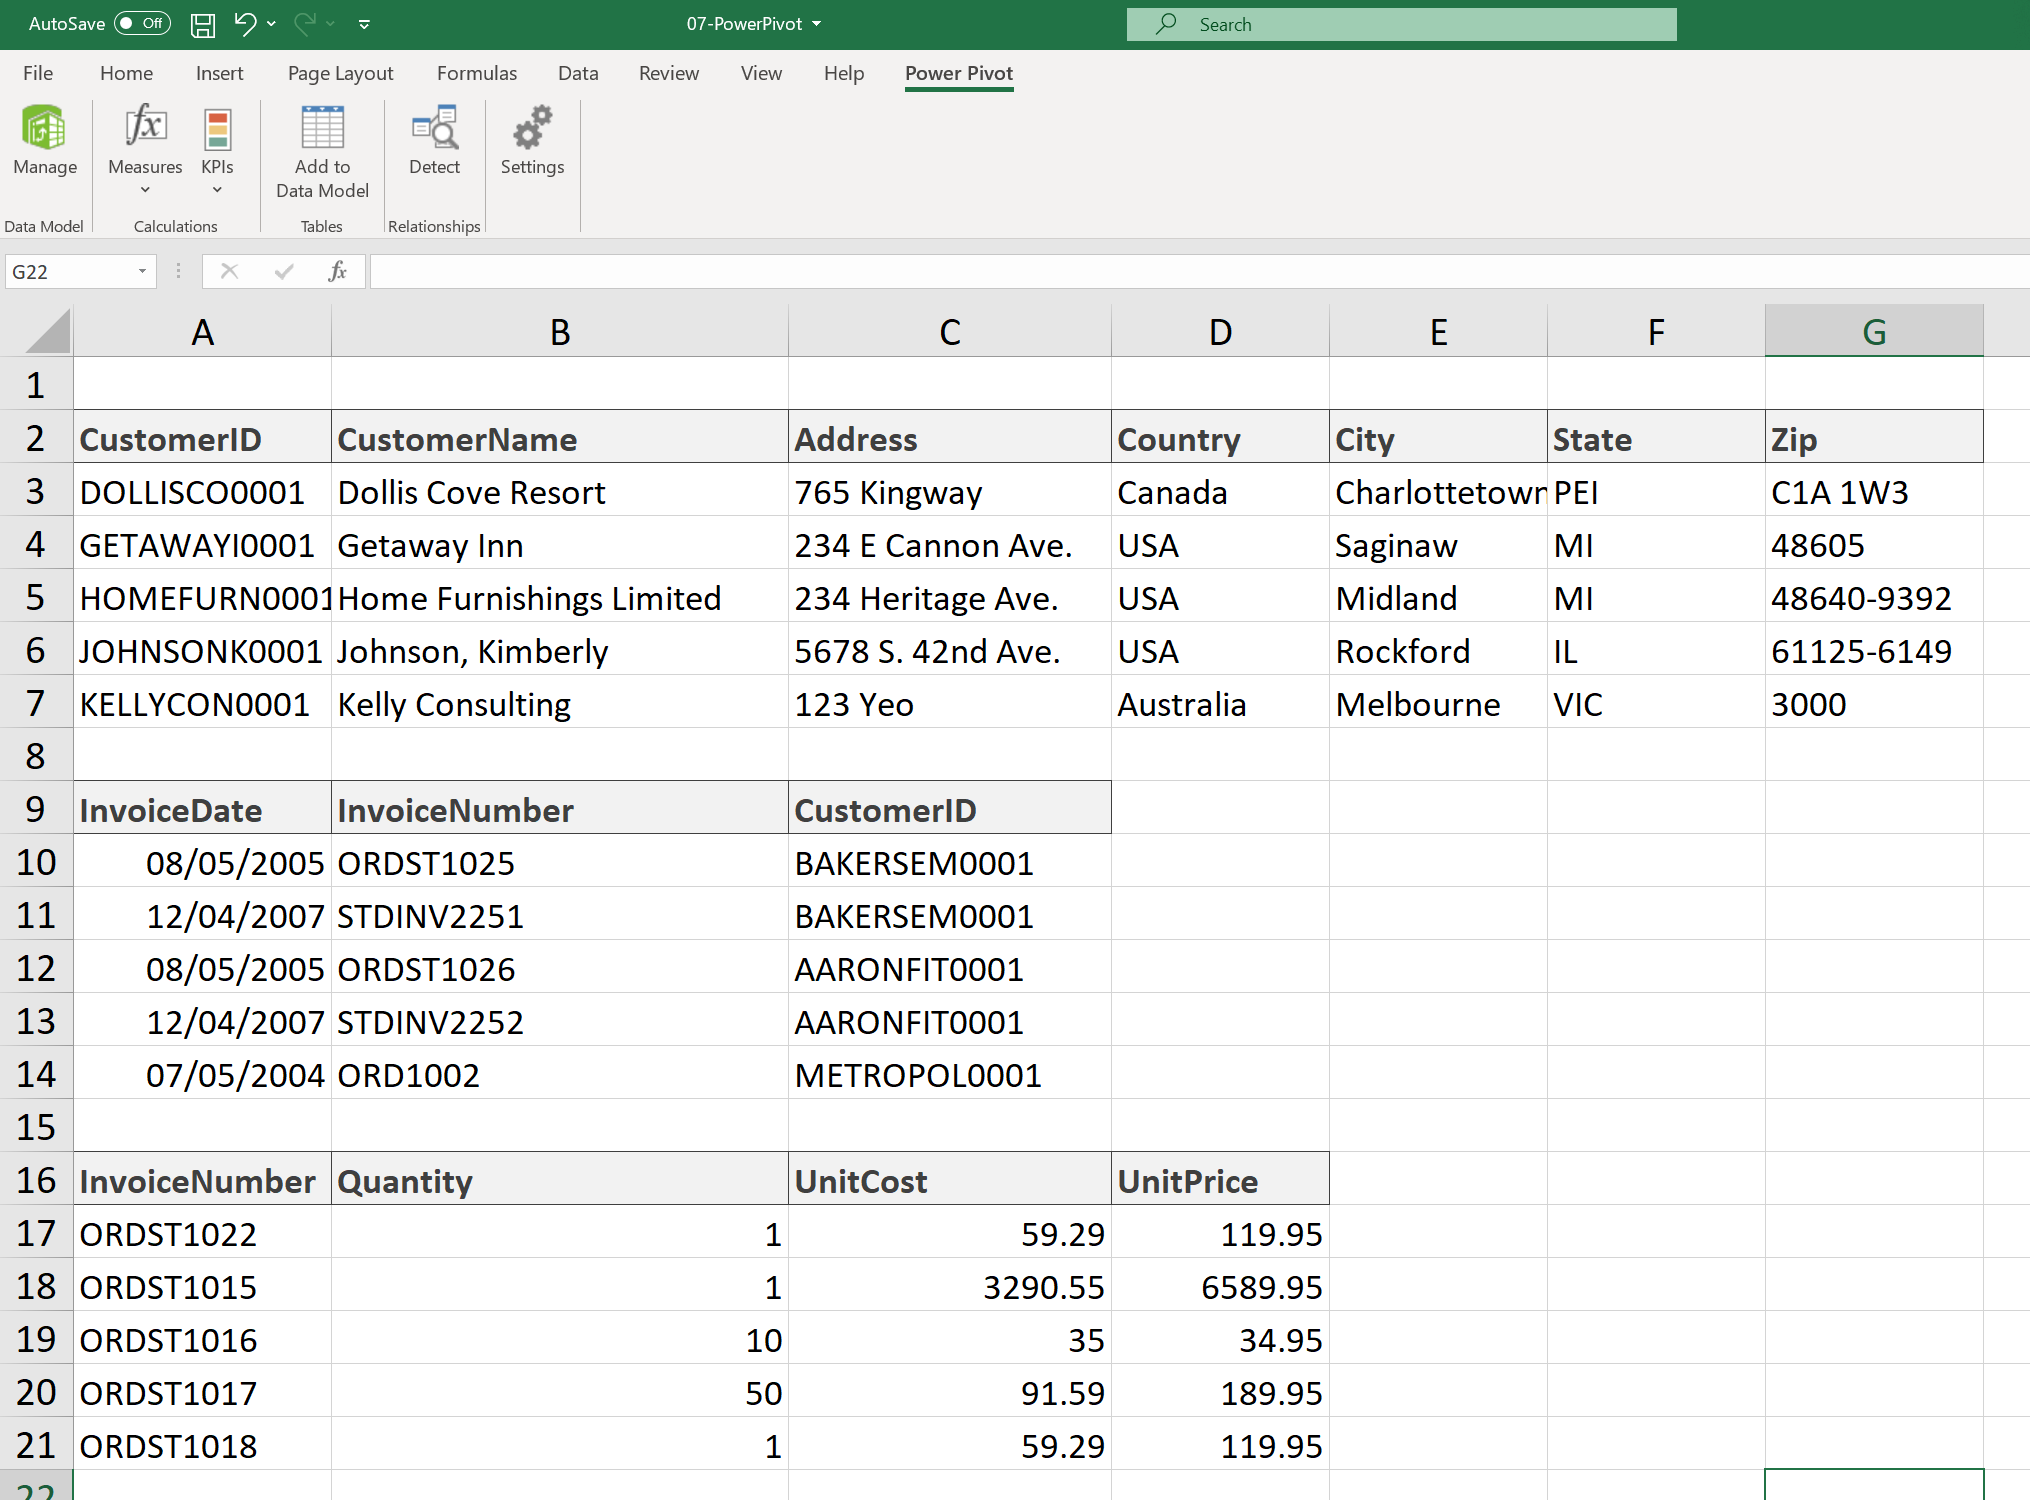 AutoSave Off 07-PowerPivot Search
File Home Insert Page Layout Formulas Data Review View Help Power Pivot
Manage Measures KPIs Add to Data Model Detect Settings
Data Model Calculations Tables Relationships
G22 fx
A B C D E F G
1
2 CustomerID CustomerName Address Country City State Zip
3 DOLLISCO0001 Dollis Cove Resort 765 Kingway Canada Charlottetown PEI C1A 1W3
4 GETAWAYI0001 Getaway Inn 234 E Cannon Ave. USA Saginaw MI 48605
5 HOMEFURN0001 Home Furnishings Limited 234 Heritage Ave. USA Midland MI 48640-9392
6 JOHNSONK0001 Johnson, Kimberly 5678 S. 42nd Ave. USA Rockford IL 61125-6149
7 KELLYCON0001 Kelly Consulting 123 Yeo Australia Melbourne VIC 3000
8
9 InvoiceDate InvoiceNumber CustomerID
10 08/05/2005 ORDST1025 BAKERSEM0001
11 12/04/2007 STDINV2251 BAKERSEM0001
12 08/05/2005 ORDST1026 AARONFIT0001
13 12/04/2007 STDINV2252 AARONFIT0001
14 07/05/2004 ORD1002 METROPOL0001
15
16 InvoiceNumber Quantity UnitCost UnitPrice
17 ORDST1022 1 59.29 119.95
18 ORDST1015 1 3290.55 6589.95
19 ORDST1016 10 35 34.95
20 ORDST1017 50 91.59 189.95
21 ORDST1018 1 59.29 119.95
22